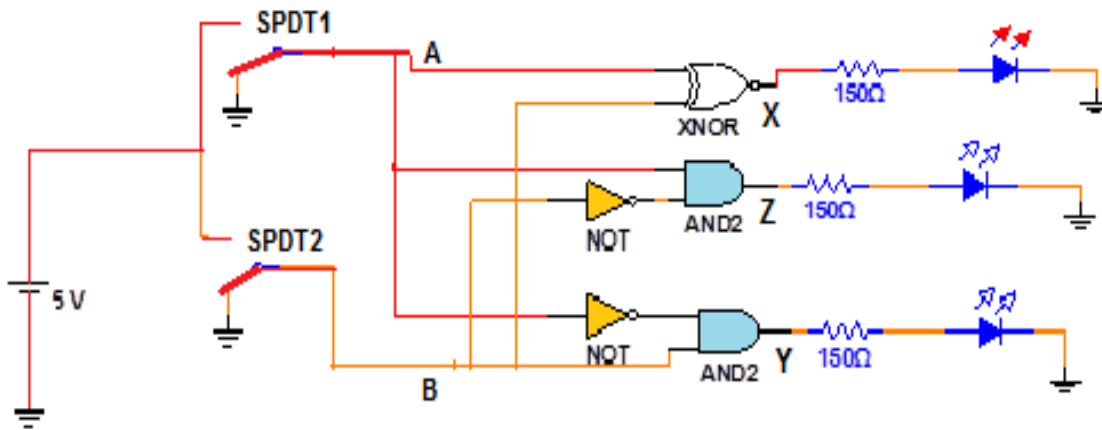 SPDT1
A
150Ω
X
XNOR
Z
150Ω
AND2
NOT
SPDT2
5 V
NOT
Y
150Ω
AND2
B